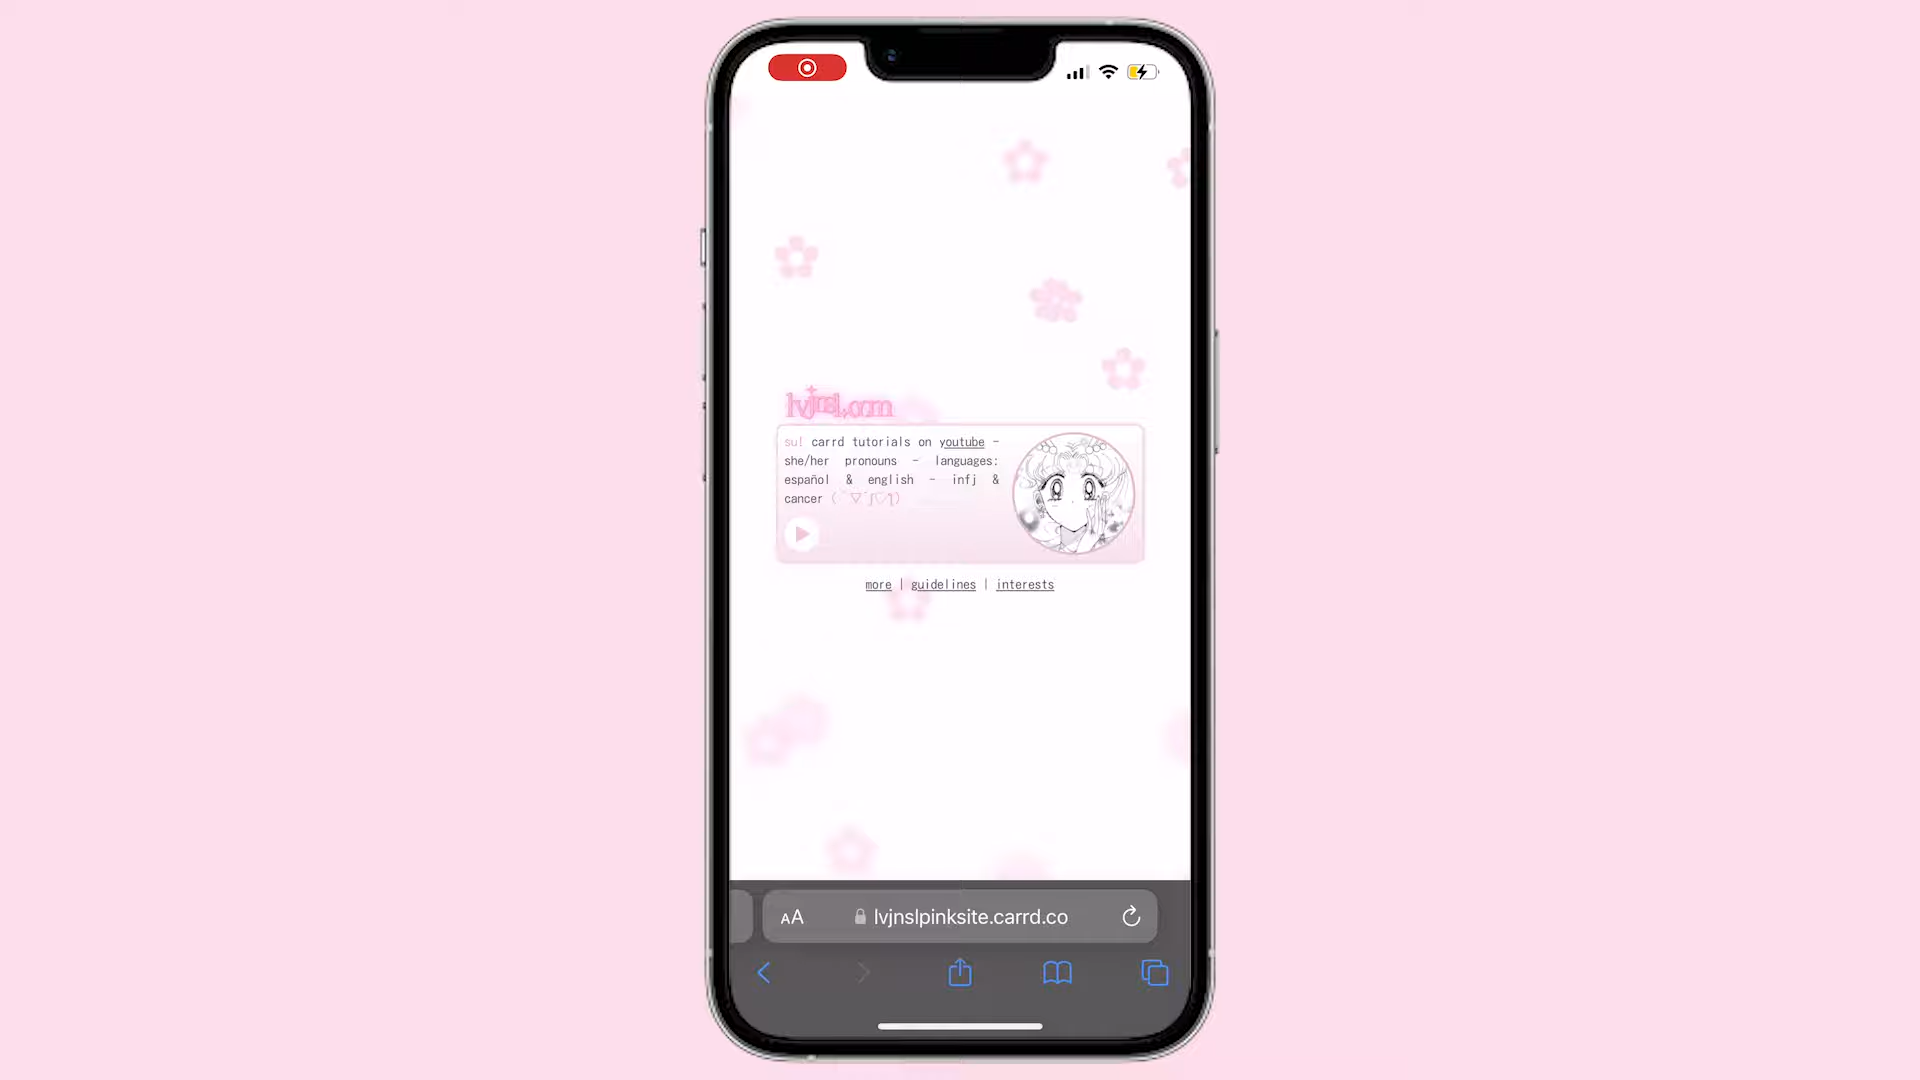 lvjnsl.com
su! carrd tutorials on youtube -
she/her pronouns - languages:
español & english - infj &
cancer
more | guidelines | interests
AA lvjnslpinksite.carrd.co